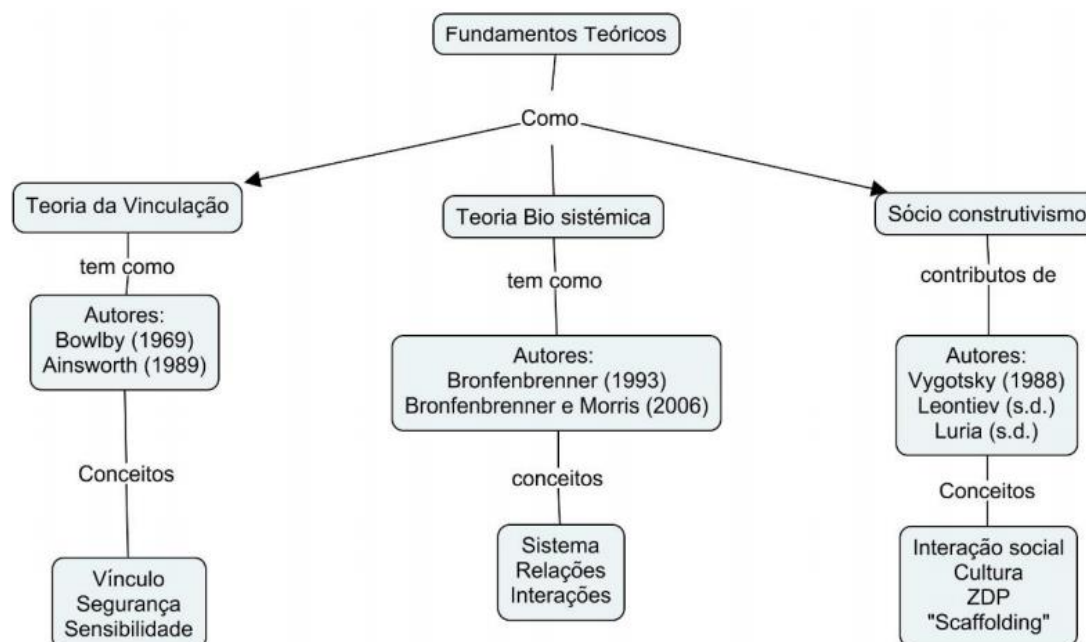 Fundamentos Teóricos
Como
Teoria da Vinculação
Teoria Bio sistémica
Sócio construtivismo
tem como
tem como
contributos de
Autores:
Bowlby (1969)
Ainsworth (1989)
Autores:
Bronfenbrenner (1993)
Bronfenbrenner e Morris (2006)
Autores:
Vygotsky (1988)
Leontiev (s.d.)
Luria (s.d.)
Conceitos
conceitos
Conceitos
Vínculo
Segurança
Sensibilidade
Sistema
Relações
Interações
Interação social
Cultura
ZDP
"Scaffolding"